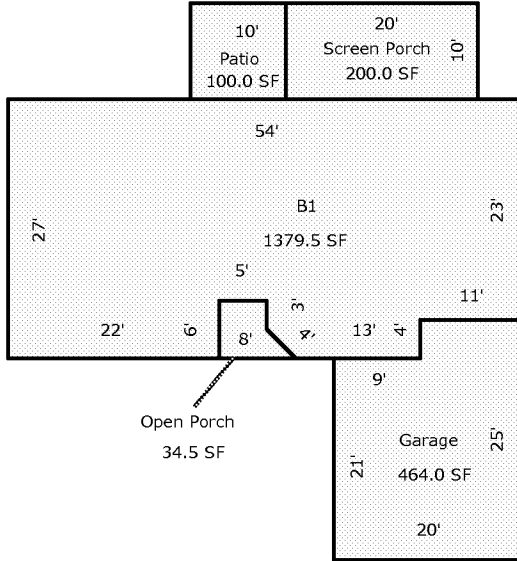 10'
Patio
100.0 SF
20'
Screen Porch
200.0 SF
10'
54'
B1
1379.5 SF
27'
23'
5'
3'
11'
22'
6'
8'
4'
13'
4'
9'
Open Porch
34.5 SF
Garage
464.0 SF
21'
25'
20'